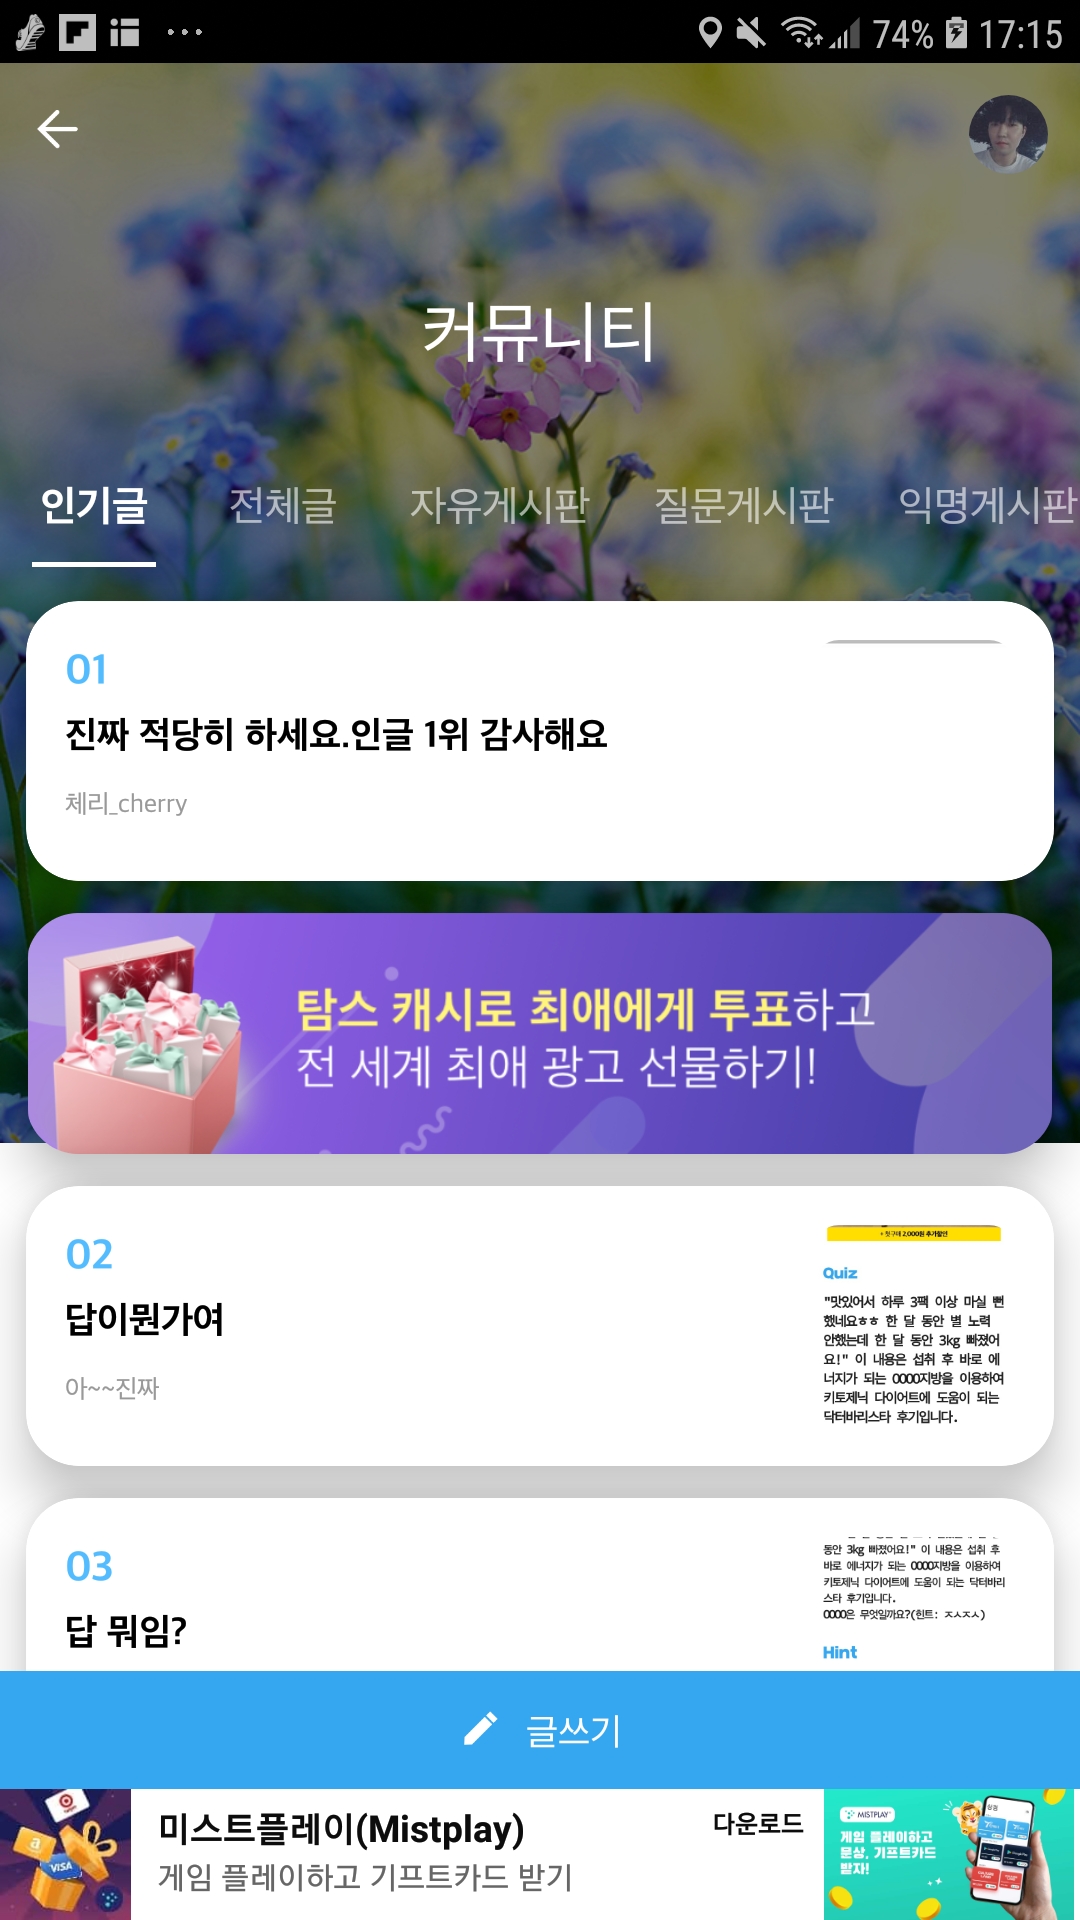 74% 17:15
커뮤니티
인기글 전체글 자유게시판 질문게시판 익명게시판
01
진짜 적당히 하세요.인글 1위 감사해요
체리_cherry
탐스 캐시로 최애에게 투표하고
전 세계 최애 광고 선물하기!
02
답이뭔가여
아~~진짜
+ 첫구매 2,000원 추가할인
Quiz
"맛있어서 하루 3팩 이상 마실 뻔
했네요ㅎㅎ 한 달 동안 별 노력
안했는데 한 달 동안 3kg 빠졌어
요!" 이 내용은 섭취 후 바로 에
너지가 되는 OOOO지방을 이용하여
키토제닉 다이어트에 도움이 되는
닥터바리스타 후기입니다.
03
답 뭐임?
동안 3kg 빠졌어요!" 이 내용은 섭취 후
바로 에너지가 되는 OOOO지방을 이용하여
키토제닉 다이어트에 도움이 되는 닥터바리
스타 후기입니다.
OOOO은 무엇일까요?(힌트: ㅈㅅㅈㅅ)
Hint
글쓰기
미스트플레이(Mistplay)
게임 플레이하고 기프트카드 받기
다운로드
a
VISA
MISTPLAY
게임 플레이하고
문상, 기프트카드
받자!